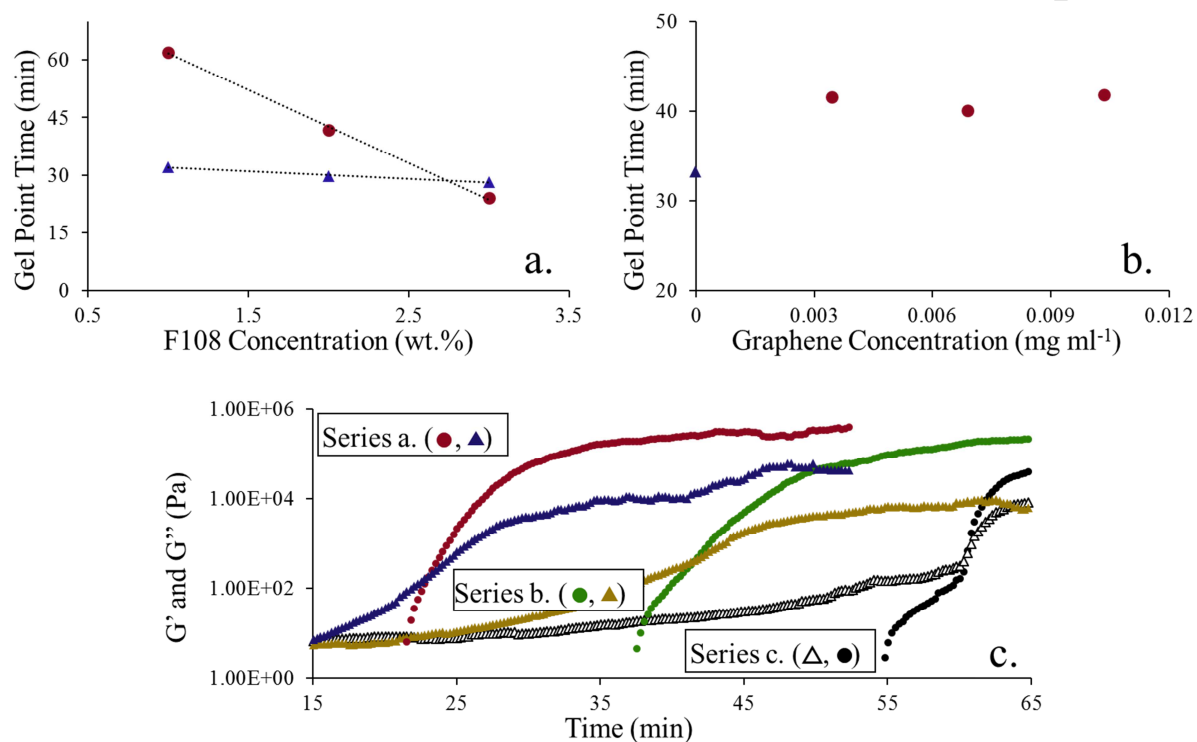 Gel Point Time (min)
60
45
30
15
0
0.5
1.5
2.5
3.5
F108 Concentration (wt.%)
a.
Gel Point Time (min)
50
40
30
20
0
0.003
0.006
0.009
0.012
Graphene Concentration (mg ml⁻¹)
b.
G' and G'' (Pa)
1.00E+06
1.00E+04
1.00E+02
1.00E+00
Series a. (●, ▲)
Series b. (●, ▲)
Series c. (△, ●)
c.
15
25
35
45
55
65
Time (min)